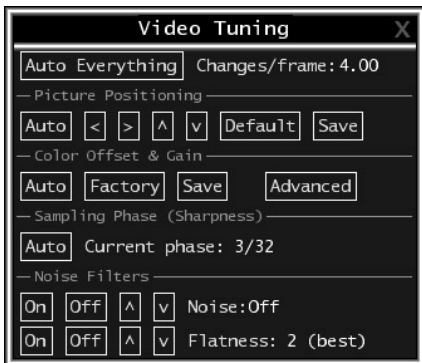 Video Tuning X
Auto Everything Changes/frame: 4.00
Picture Positioning
Auto < > ^ v Default Save
Color Offset & Gain
Auto Factory Save Advanced
Sampling Phase (Sharpness)
Auto Current phase: 3/32
Noise Filters
On Off ^ v Noise:Off
On Off ^ v Flatness: 2 (best)